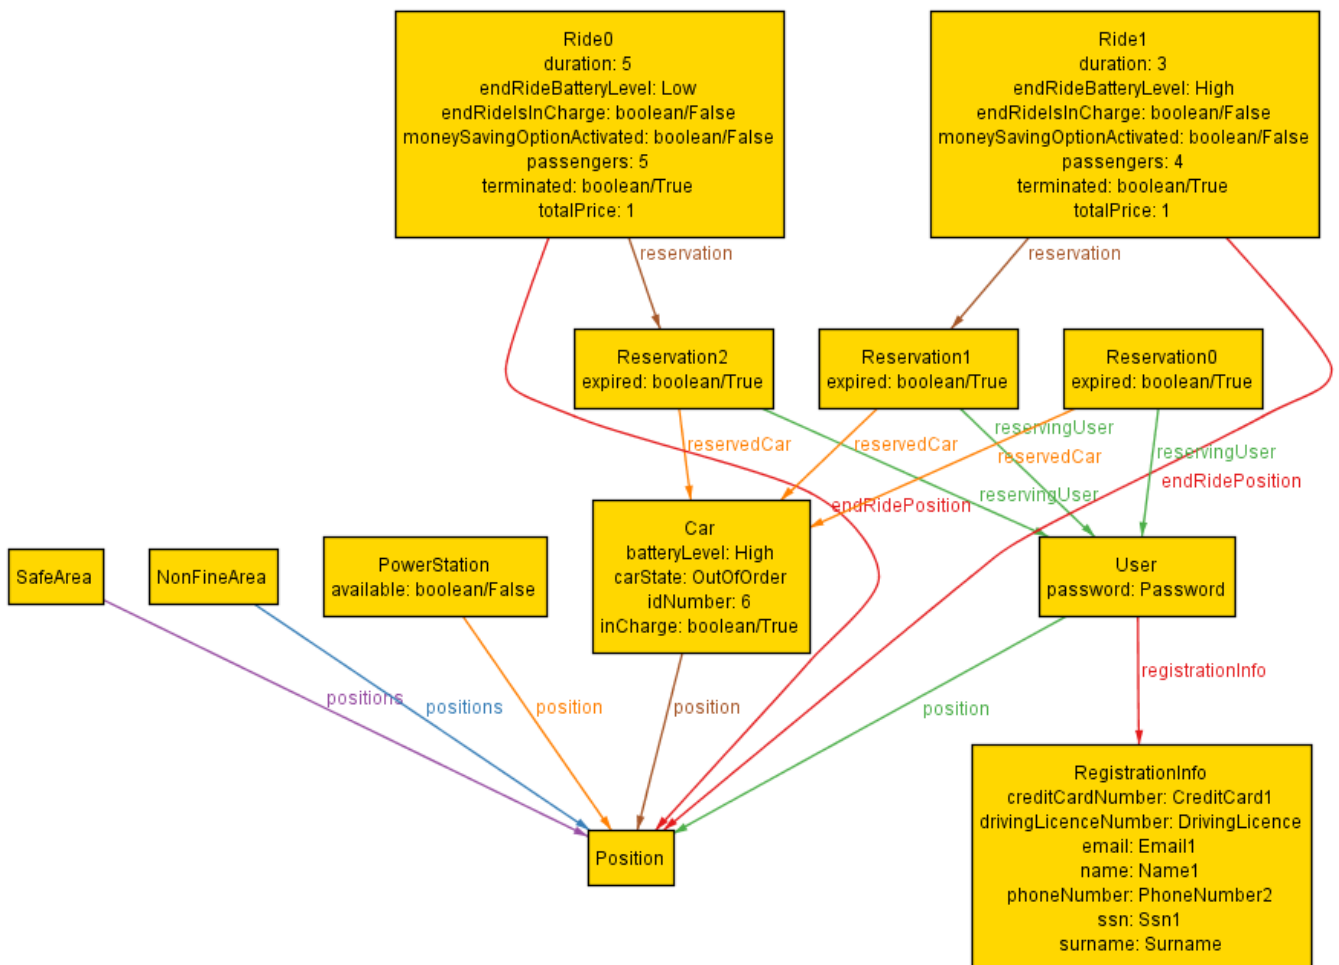 Ride0
duration: 5
endRideBatteryLevel: Low
endRideIsInCharge: boolean/False
moneySavingOptionActivated: boolean/False
passengers: 5
terminated: boolean/True
totalPrice: 1
Ride1
duration: 3
endRideBatteryLevel: High
endRideIsInCharge: boolean/False
moneySavingOptionActivated: boolean/False
passengers: 4
terminated: boolean/True
totalPrice: 1
reservation
reservation
Reservation2
expired: boolean/True
Reservation1
expired: boolean/True
Reservation0
expired: boolean/True
reservedCar
reservedCar
reservingUser
reservedCar
reservingUser
reservingUser
endRidePosition
endRidePosition
SafeArea
NonFineArea
PowerStation
available: boolean/False
Car
batteryLevel: High
carState: OutOfOrder
idNumber: 6
inCharge: boolean/True
User
password: Password
positions
positions
position
position
position
registrationInfo
Position
RegistrationInfo
creditCardNumber: CreditCard1
drivingLicenceNumber: DrivingLicence
email: Email1
name: Name1
phoneNumber: PhoneNumber2
ssn: Ssn1
surname: Surname